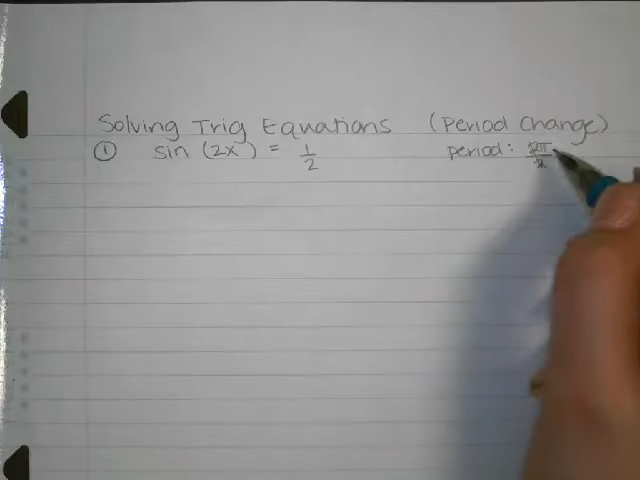 Solving Trig Equations (Period Change)
① sin (2x) = 1/2 period: 2π/2